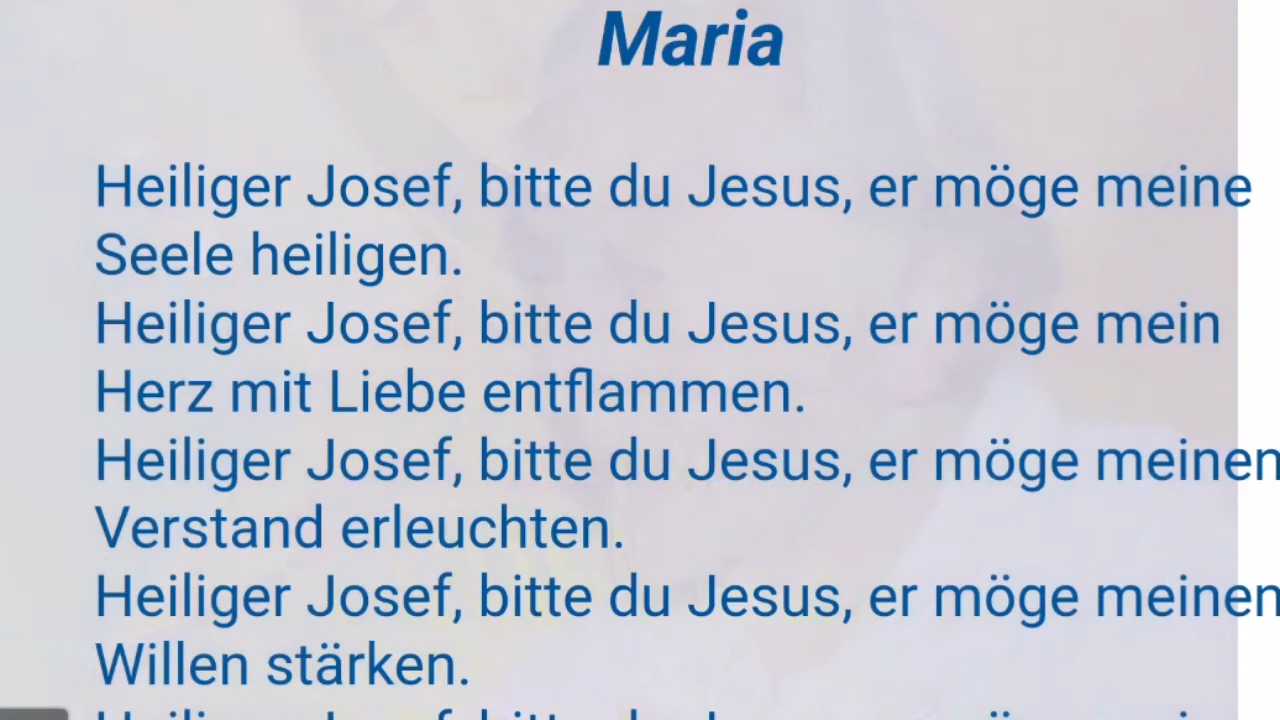 Maria
Heiliger Josef, bitte du Jesus, er möge meine
Seele heiligen.
Heiliger Josef, bitte du Jesus, er möge mein
Herz mit Liebe entflammen.
Heiliger Josef, bitte du Jesus, er möge meinen
Verstand erleuchten.
Heiliger Josef, bitte du Jesus, er möge meinen
Willen stärken.